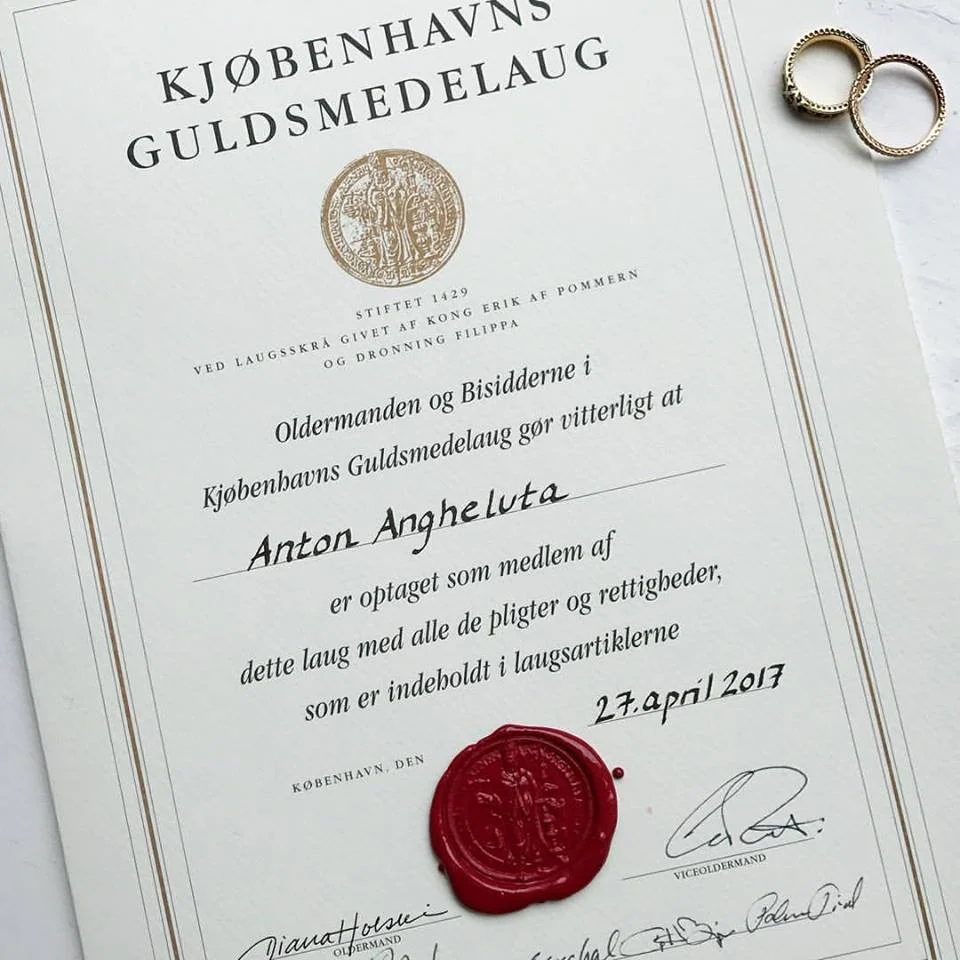 KJØBENHAVNS
GULDSMEDELAUG
STIFTET 1429
VED LAUGSSKRÅ GIVET AF KONG ERIK AF POMMERN
OG DRONNING FILIPPA
Oldermanden og Bisidderne i
Kjøbenhavns Guldsmedelaug gør vitterligt at
Anton Angheluta
er optaget som medlem af
dette laug med alle de pligter og rettigheder,
som er indeholdt i laugsartiklerne
27. april 2017
KØBENHAVN, DEN
VICEOLDERMAND
OLDERMAND